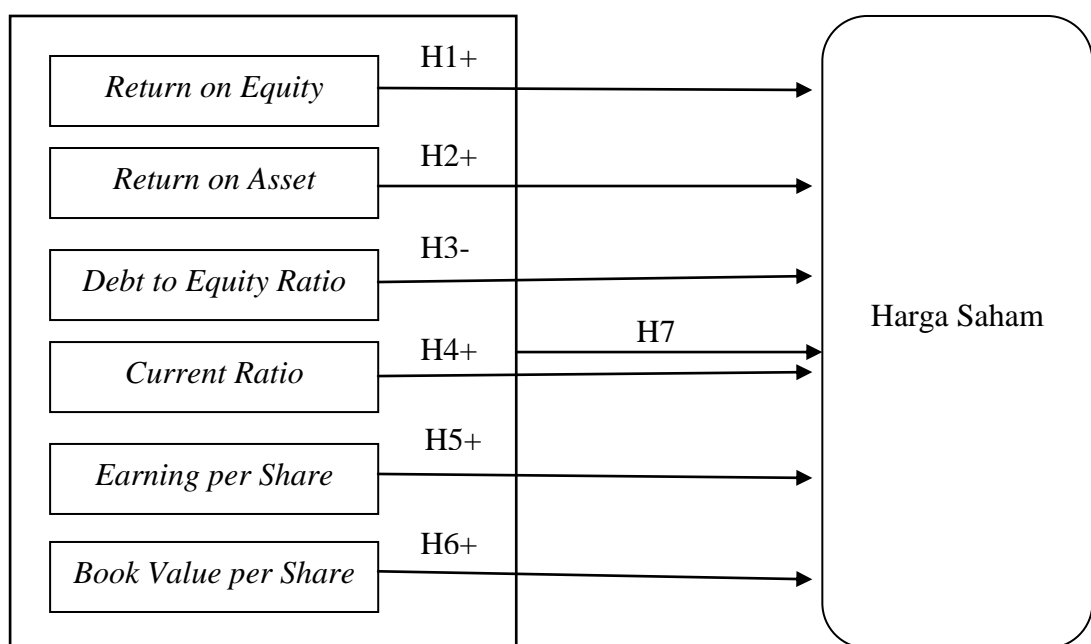 H1+
Return on Equity
H2+
Return on Asset
H3-
Debt to Equity Ratio
H7
Harga Saham
H4+
Current Ratio
H5+
Earning per Share
H6+
Book Value per Share